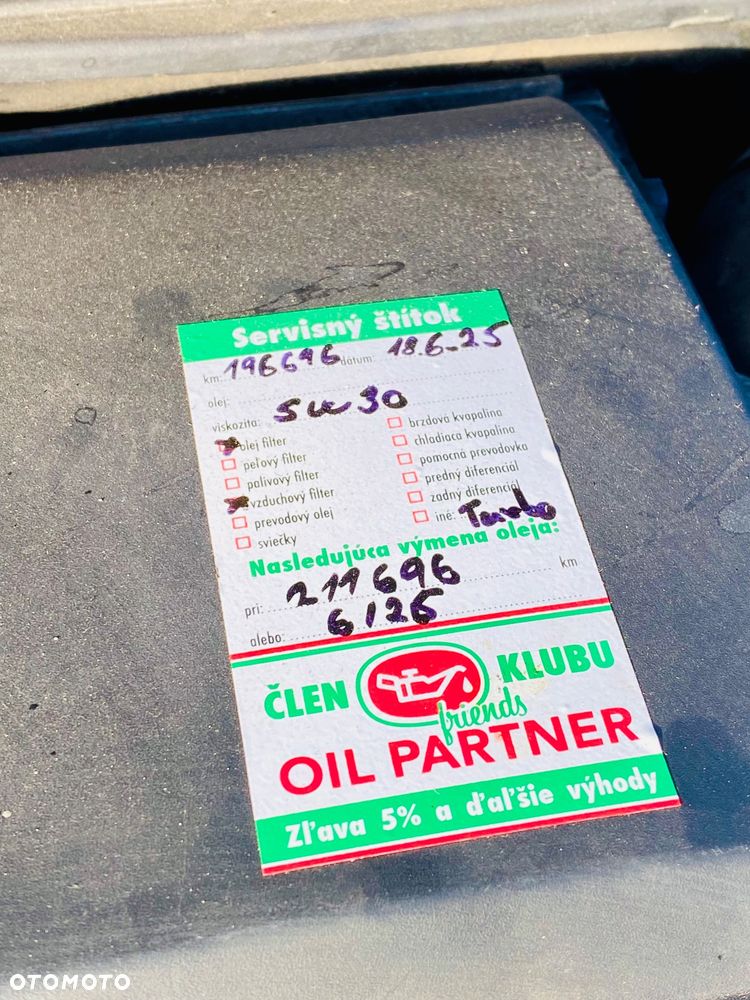 Servisný štítok
km: 196696 dátum: 18.6.25
olej:
viskozita: 5w30
olej filter
peľový filter
palivový filter
vzduchový filter
prevodový olej
sviečky
brzdová kvapalina
chladiaca kvapalina
pomocná prevodovka
predný diferenciál
zadný diferenciál
iné: Turbo
Nasledujúca výmena oleja:
pri: 211696 km
alebo: 6/26
ČLEN KLUBU
friends
OIL PARTNER
Zľava 5% a ďaľšie výhody
OTOMOTO